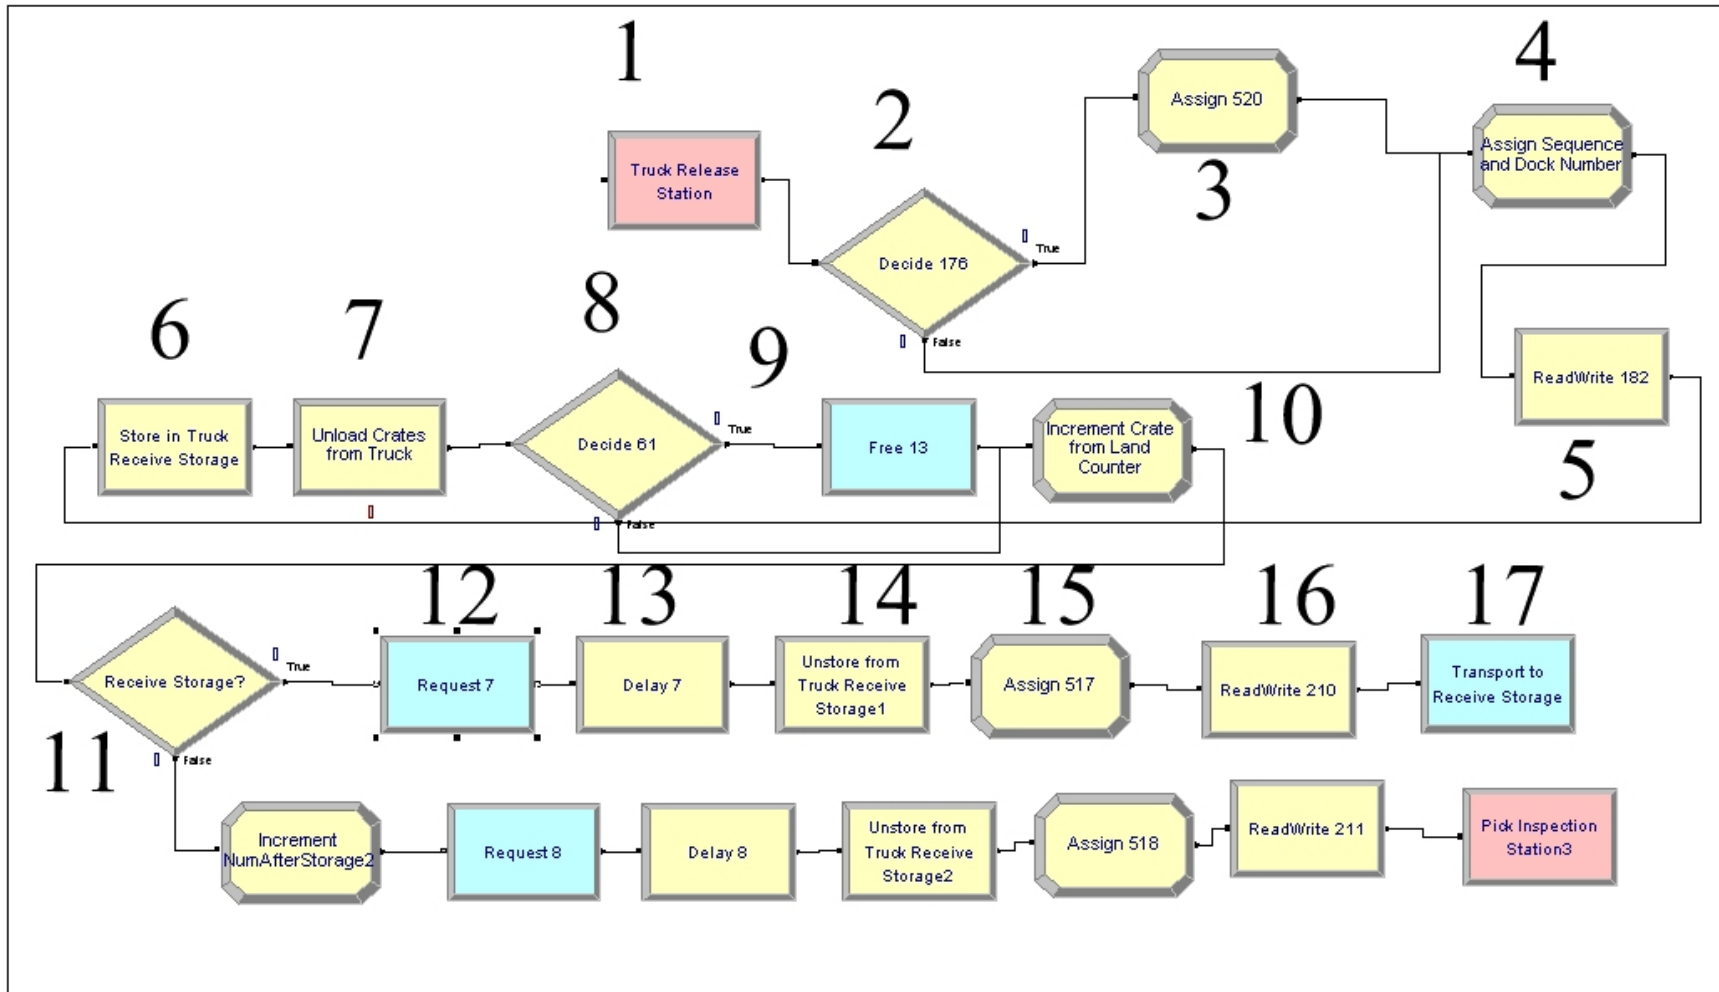 1
Truck Release
Station
2
Decide 176
True
False
Assign 520
3
4
Assign Sequence
and Dock Number
ReadWrite 182
5
6
Store in Truck
Receive Storage
7
Unload Crates
from Truck
8
Decide 61
True
False
9
Free 13
10
Increment Crate
from Land
Counter
Receive Storage?
True
False
11
12
Request 7
13
Delay 7
14
Unstore from
Truck Receive
Storage1
15
Assign 517
16
ReadWrite 210
17
Transport to
Receive Storage
Increment
NumAfterStorage2
Request 8
Delay 8
Unstore from
Truck Receive
Storage2
Assign 518
ReadWrite 211
Pick Inspection
Station3